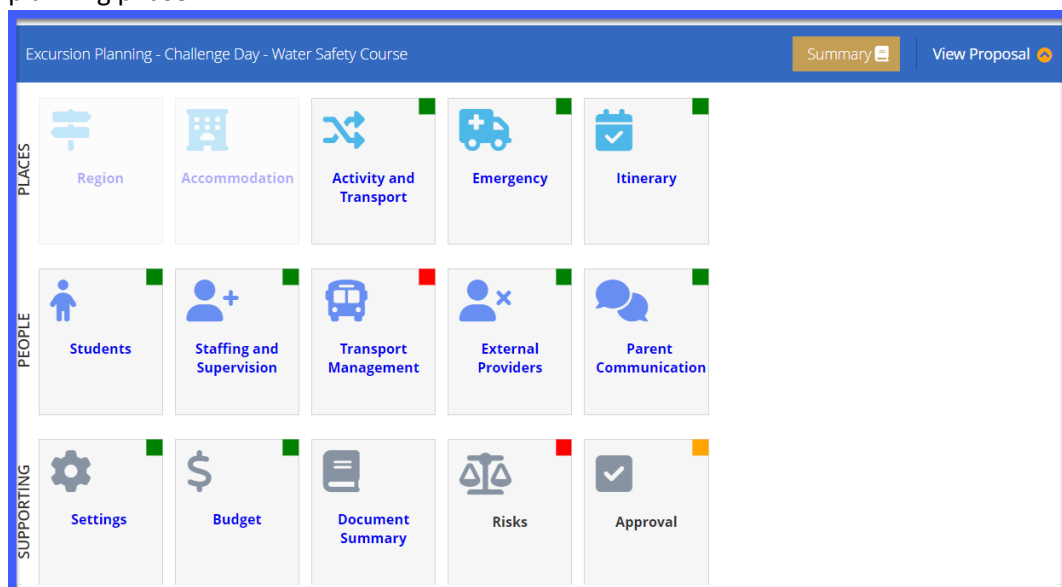 Excursion Planning - Challenge Day - Water Safety Course
Summary
View Proposal
PLACES
Region
Accommodation
Activity and
Transport
Emergency
Itinerary
PEOPLE
Students
Staffing and
Supervision
Transport
Management
External
Providers
Parent
Communication
SUPPORTING
Settings
Budget
Document
Summary
Risks
Approval